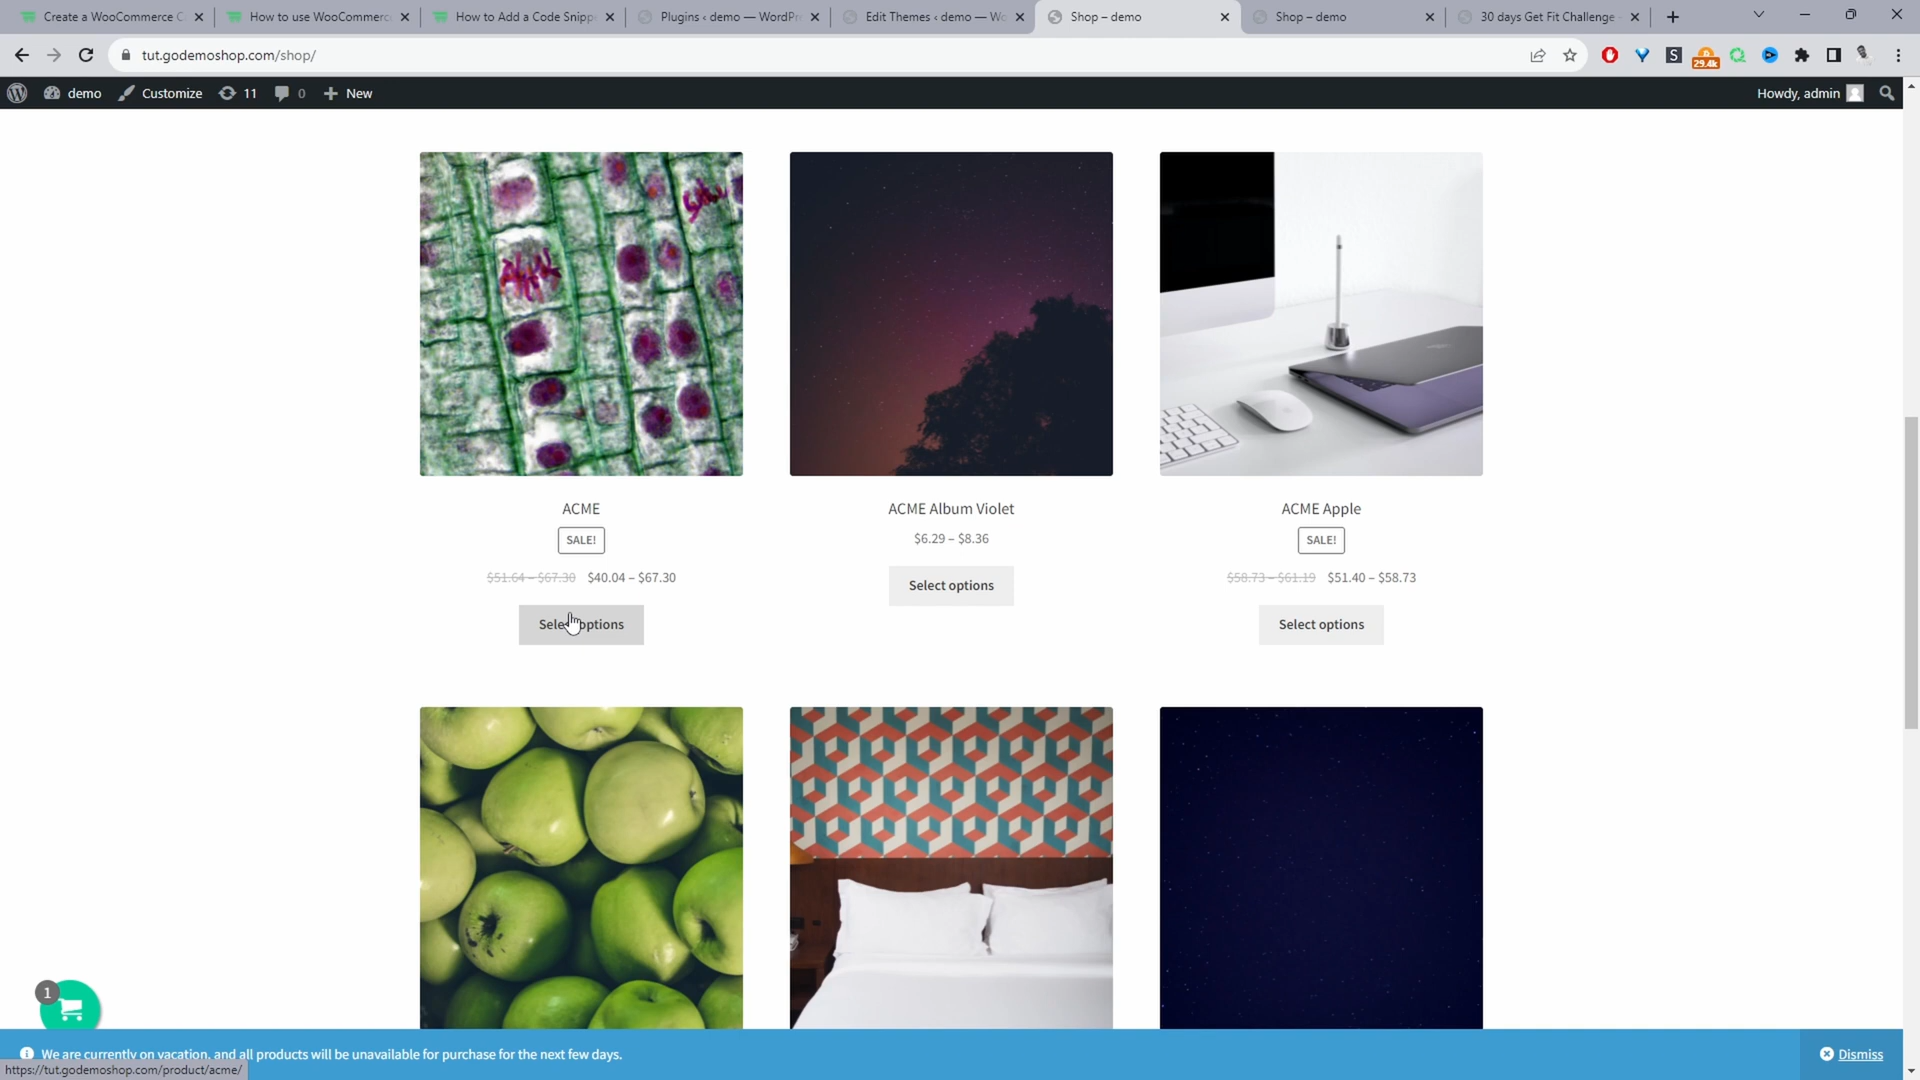 Create a WooCommerce C
How to use WooCommerc
How to Add a Code Snipp
Plugins ‹ demo — WordPr
Edit Themes ‹ demo — Wo
Shop – demo
Shop – demo
30 days Get Fit Challenge
tut.godemoshop.com/shop/
29.4k
demo
Customize
11
0
New
Howdy, admin
ACME
SALE!
$51.64 – $67.30 $40.04 – $67.30
Select options
ACME Album Violet
$6.29 – $8.36
Select options
ACME Apple
SALE!
$58.73 – $61.19 $51.40 – $58.73
Select options
1
We are currently on vacation, and all products will be unavailable for purchase for the next few days.
Dismiss
https://tut.godemoshop.com/product/acme/